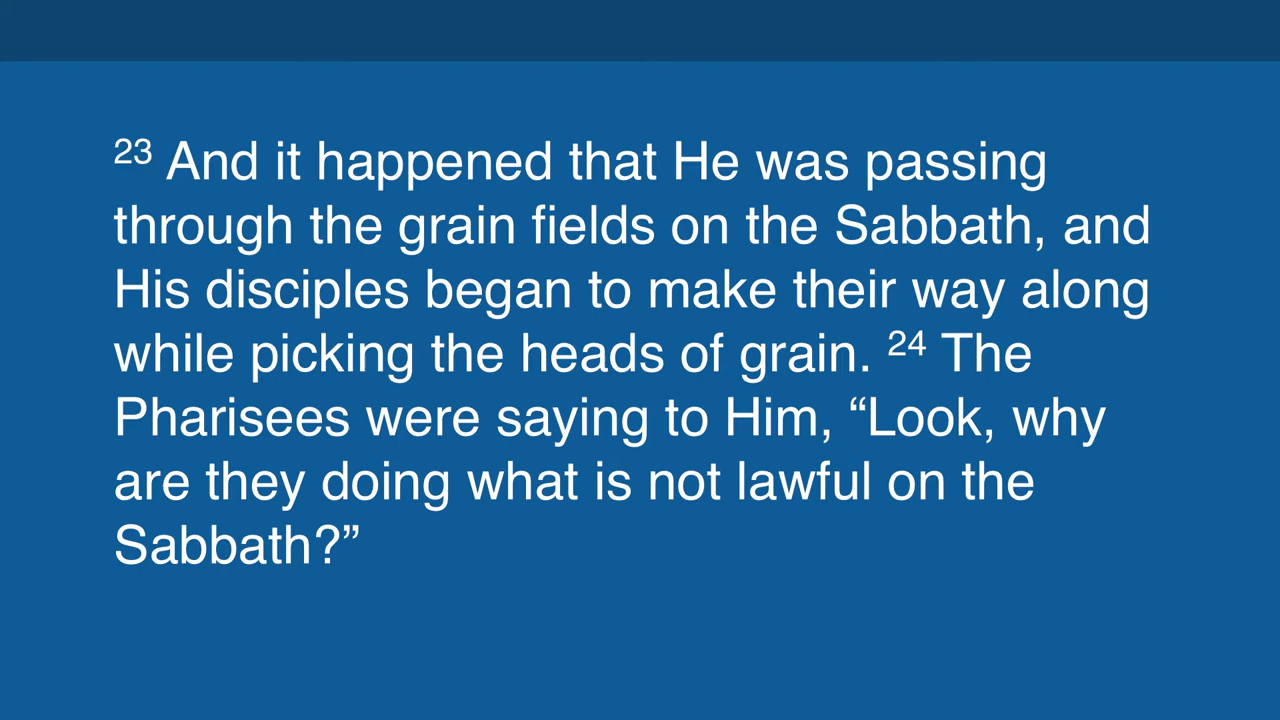 23 And it happened that He was passing
through the grain fields on the Sabbath, and
His disciples began to make their way along
while picking the heads of grain. 24 The
Pharisees were saying to Him, “Look, why
are they doing what is not lawful on the
Sabbath?”